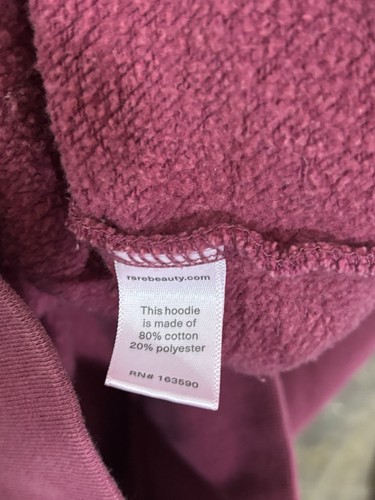 rarebeauty.com
This hoodie
is made of
80% cotton
20% polyester
RN# 163590